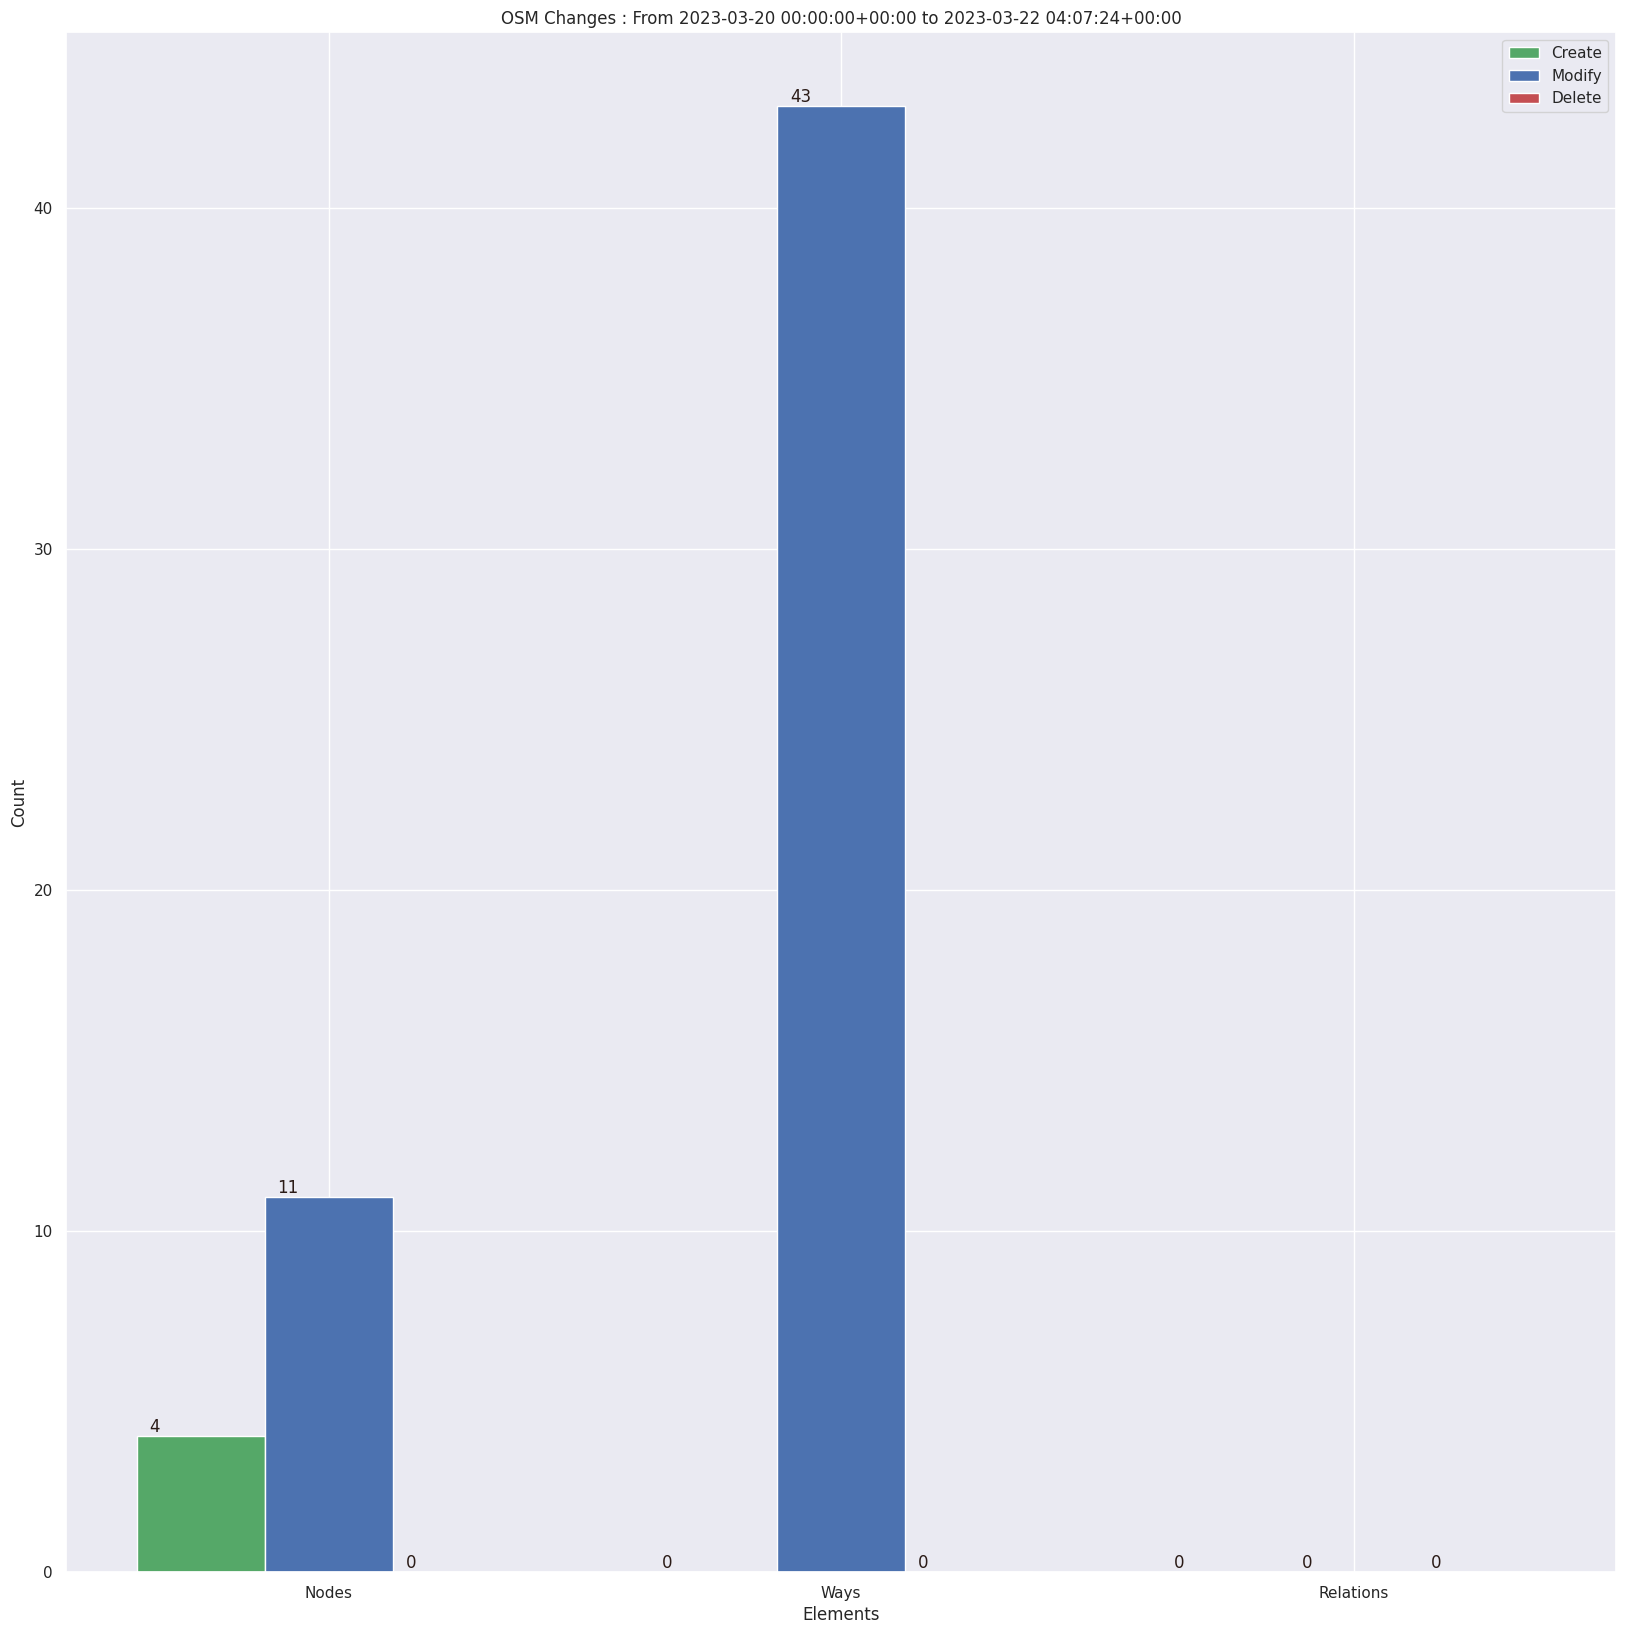 OSM Changes : From 2023-03-20 00:00:00+00:00 to 2023-03-22 04:07:24+00:00
Create
Modify
Delete
43
40
30
Count
20
11
10
4
0
0
0
0
0
0
0
Nodes
Ways
Relations
Elements